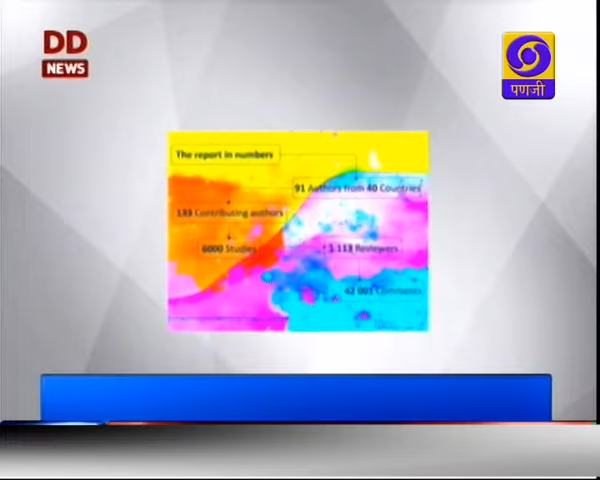 DD
NEWS
पणजी
The report in numbers
91 Authors from 40 Countries
133 Contributing authors
6000 Studies
1 113 Reviewers
42 001 Comments